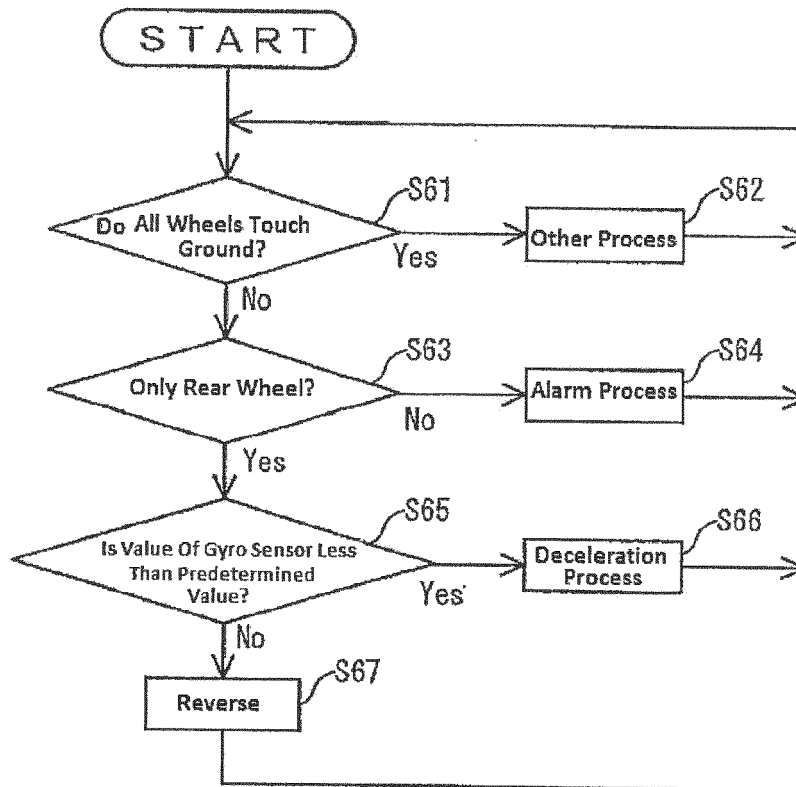 START
S61
Do All Wheels Touch
Ground?
Yes
S62
Other Process
No
S63
Only Rear Wheel?
No
S64
Alarm Process
Yes
S65
Is Value Of Gyro Sensor Less
Than Predetermined
Value?
Yes
S66
Deceleration
Process
No
S67
Reverse